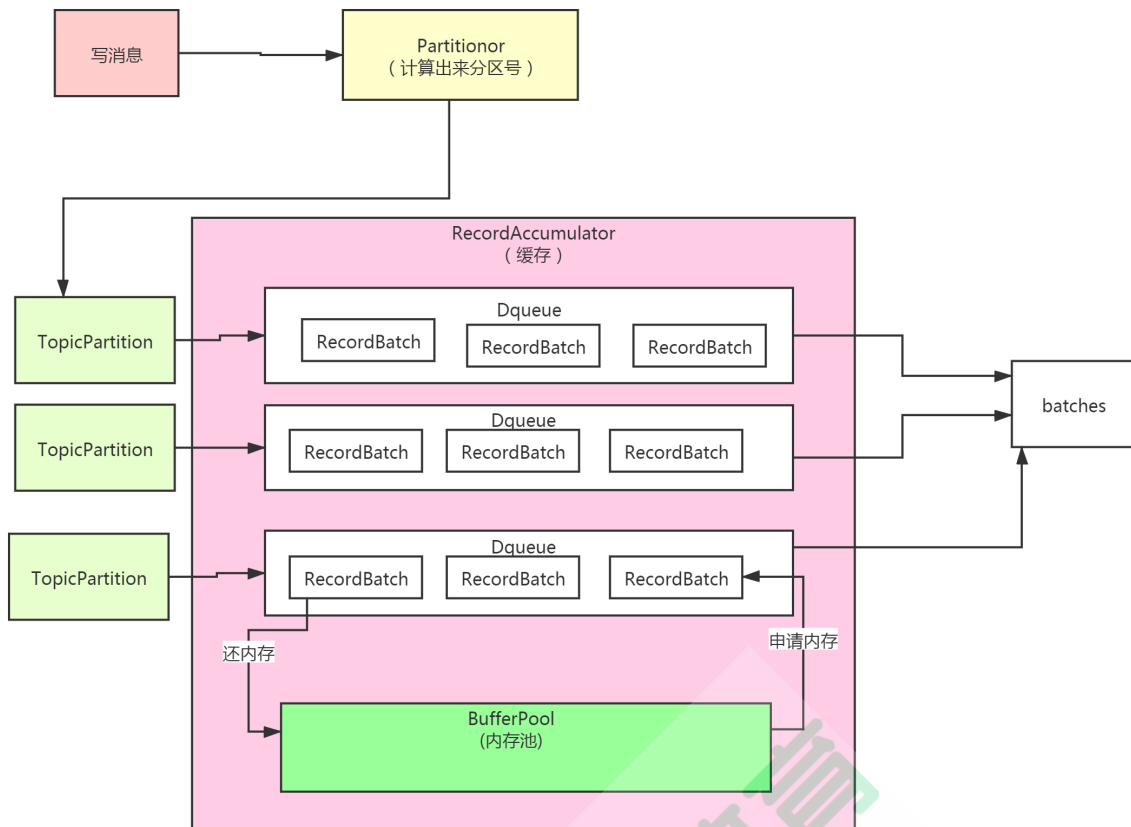 写消息
Partitionor
（计算出来分区号）
RecordAccumulator
（缓存）
TopicPartition
Dqueue
RecordBatch
RecordBatch
RecordBatch
batches
TopicPartition
Dqueue
RecordBatch
RecordBatch
RecordBatch
TopicPartition
Dqueue
RecordBatch
RecordBatch
RecordBatch
还内存
申请内存
BufferPool
(内存池)